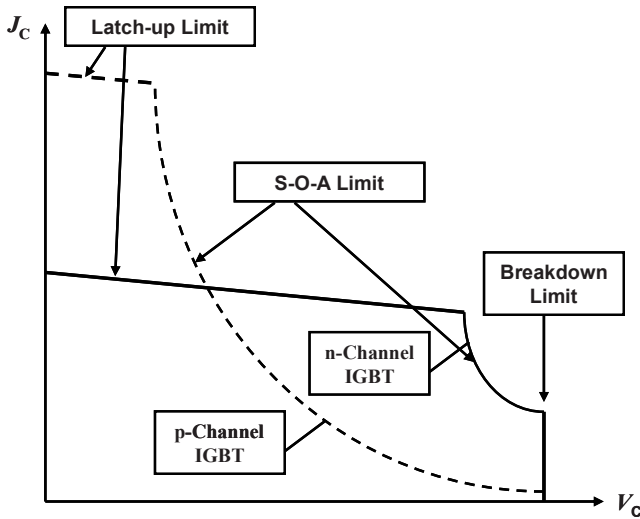 J_C
Latch-up Limit
S-O-A Limit
Breakdown
Limit
n-Channel
IGBT
p-Channel
IGBT
V_C